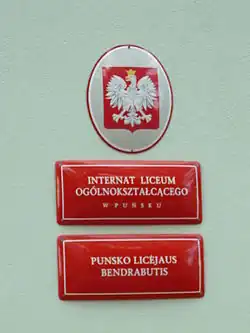 INTERNAT LICEUM
OGÓLNOKSZTAŁCĄCEGO
W PUŃSKU
PUNSKO LICĖJAUS
BENDRABUTIS